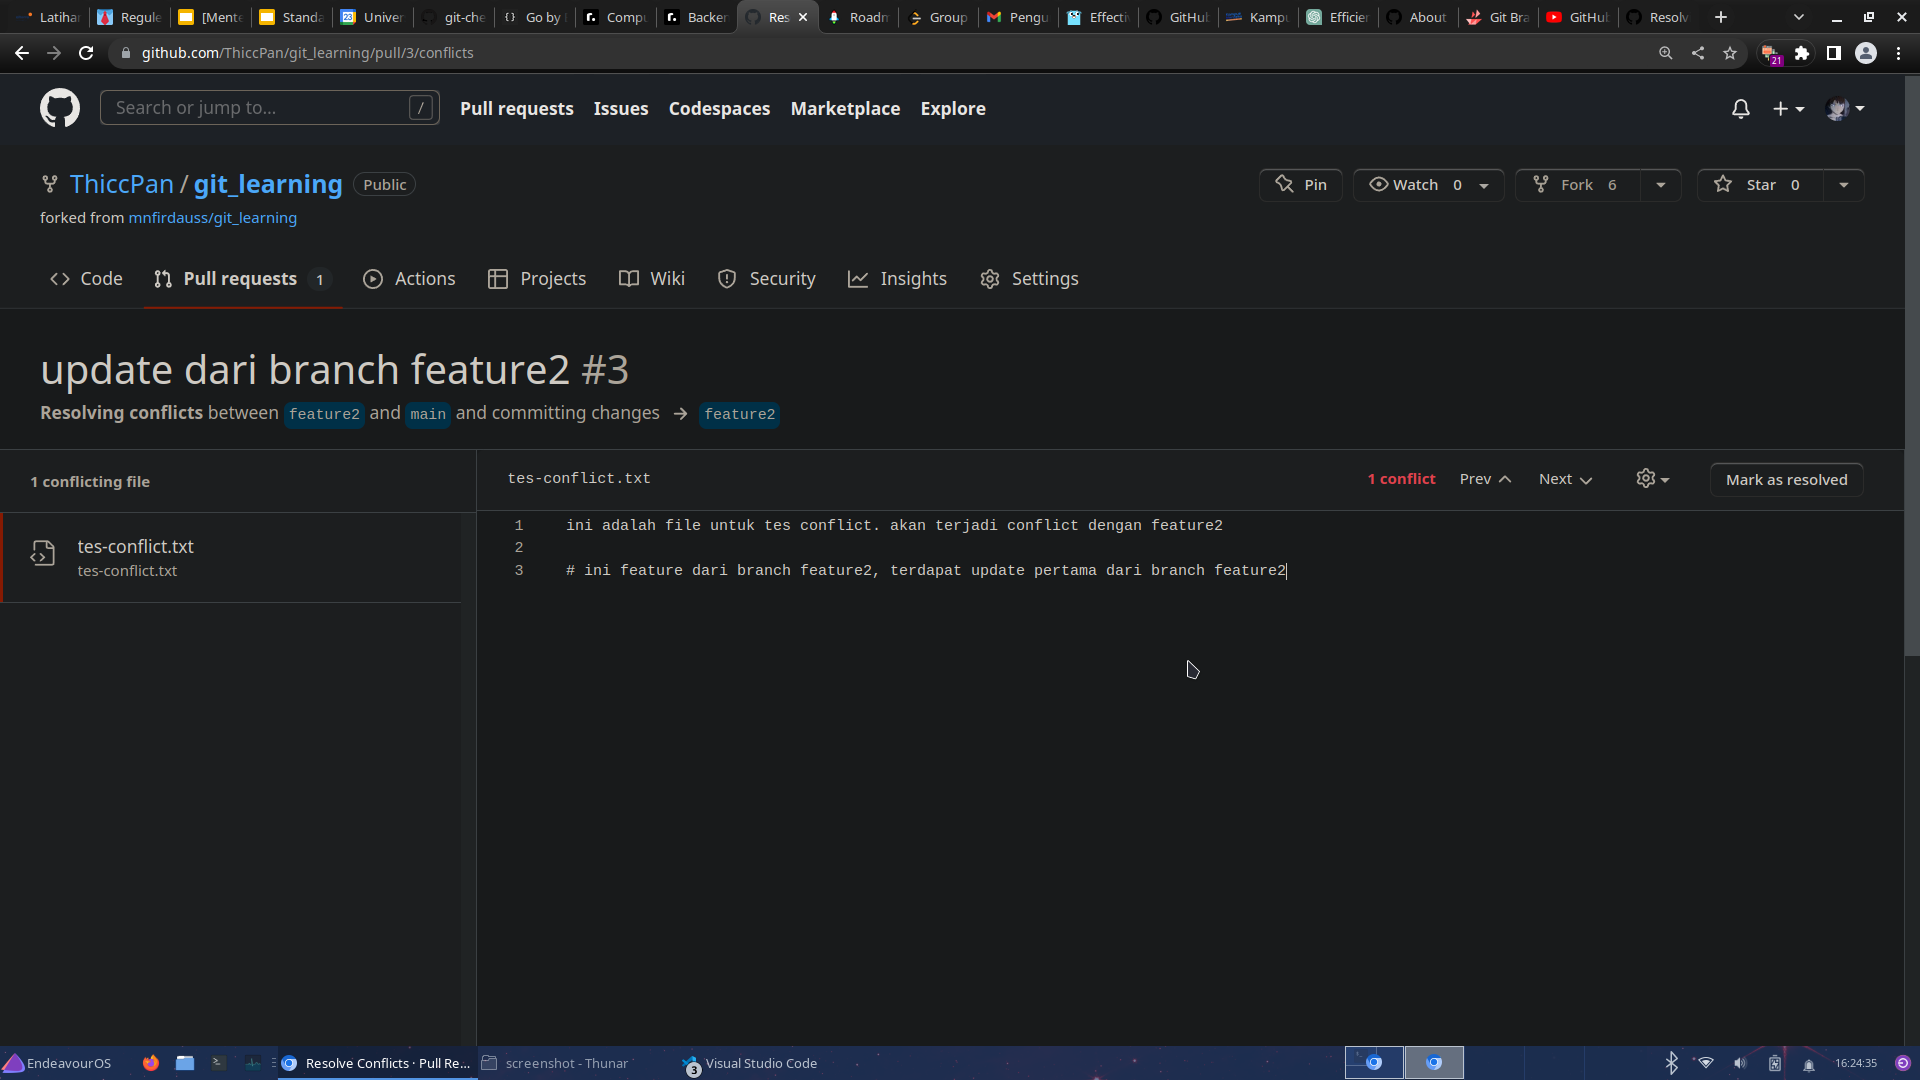 Latihar Regule [Mente Standa Univer git-che Go by Compu Backer Res Roadm Group Pengu Effecti GitHub Kampu Efficier About Git Bra GitHub Resolv
github.com/ThiccPan/git_learning/pull/3/conflicts
21
Search or jump to... /
Pull requests Issues Codespaces Marketplace Explore
ThiccPan / git_learning Public
Pin Watch 0 Fork 6 Star 0
forked from mnfirdauss/git_learning
Code Pull requests 1 Actions Projects Wiki Security Insights Settings
update dari branch feature2 #3
Resolving conflicts between feature2 and main and committing changes → feature2
1 conflicting file
tes-conflict.txt 1 conflict Prev Next Mark as resolved
tes-conflict.txt
tes-conflict.txt
1 ini adalah file untuk tes conflict. akan terjadi conflict dengan feature2
2
3 # ini feature dari branch feature2, terdapat update pertama dari branch feature2
EndeavourOS Resolve Conflicts · Pull Re... screenshot - Thunar 3 Visual Studio Code 16:24:35